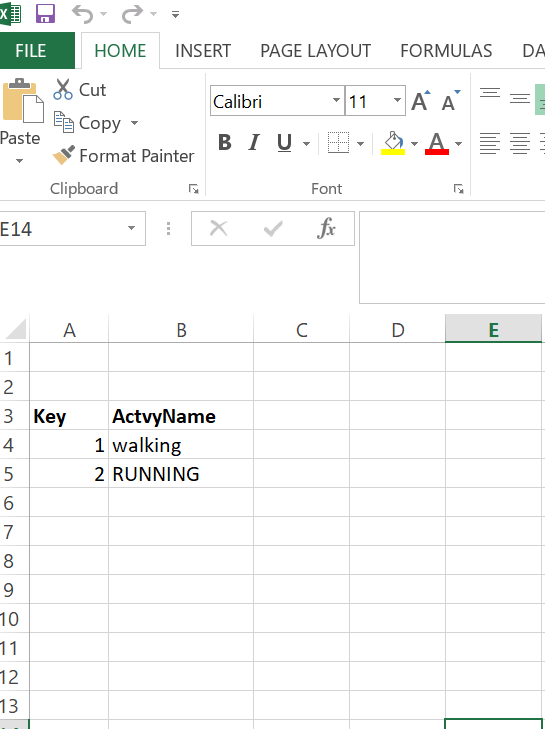 FILE HOME INSERT PAGE LAYOUT FORMULAS DA
Cut
Copy
Format Painter
Paste
Clipboard
Calibri 11 A A
B I U A
Font
E14 fx
A B C D E
1
2
3 Key ActvyName
4 1 walking
5 2 RUNNING
6
7
8
9
10
11
12
13